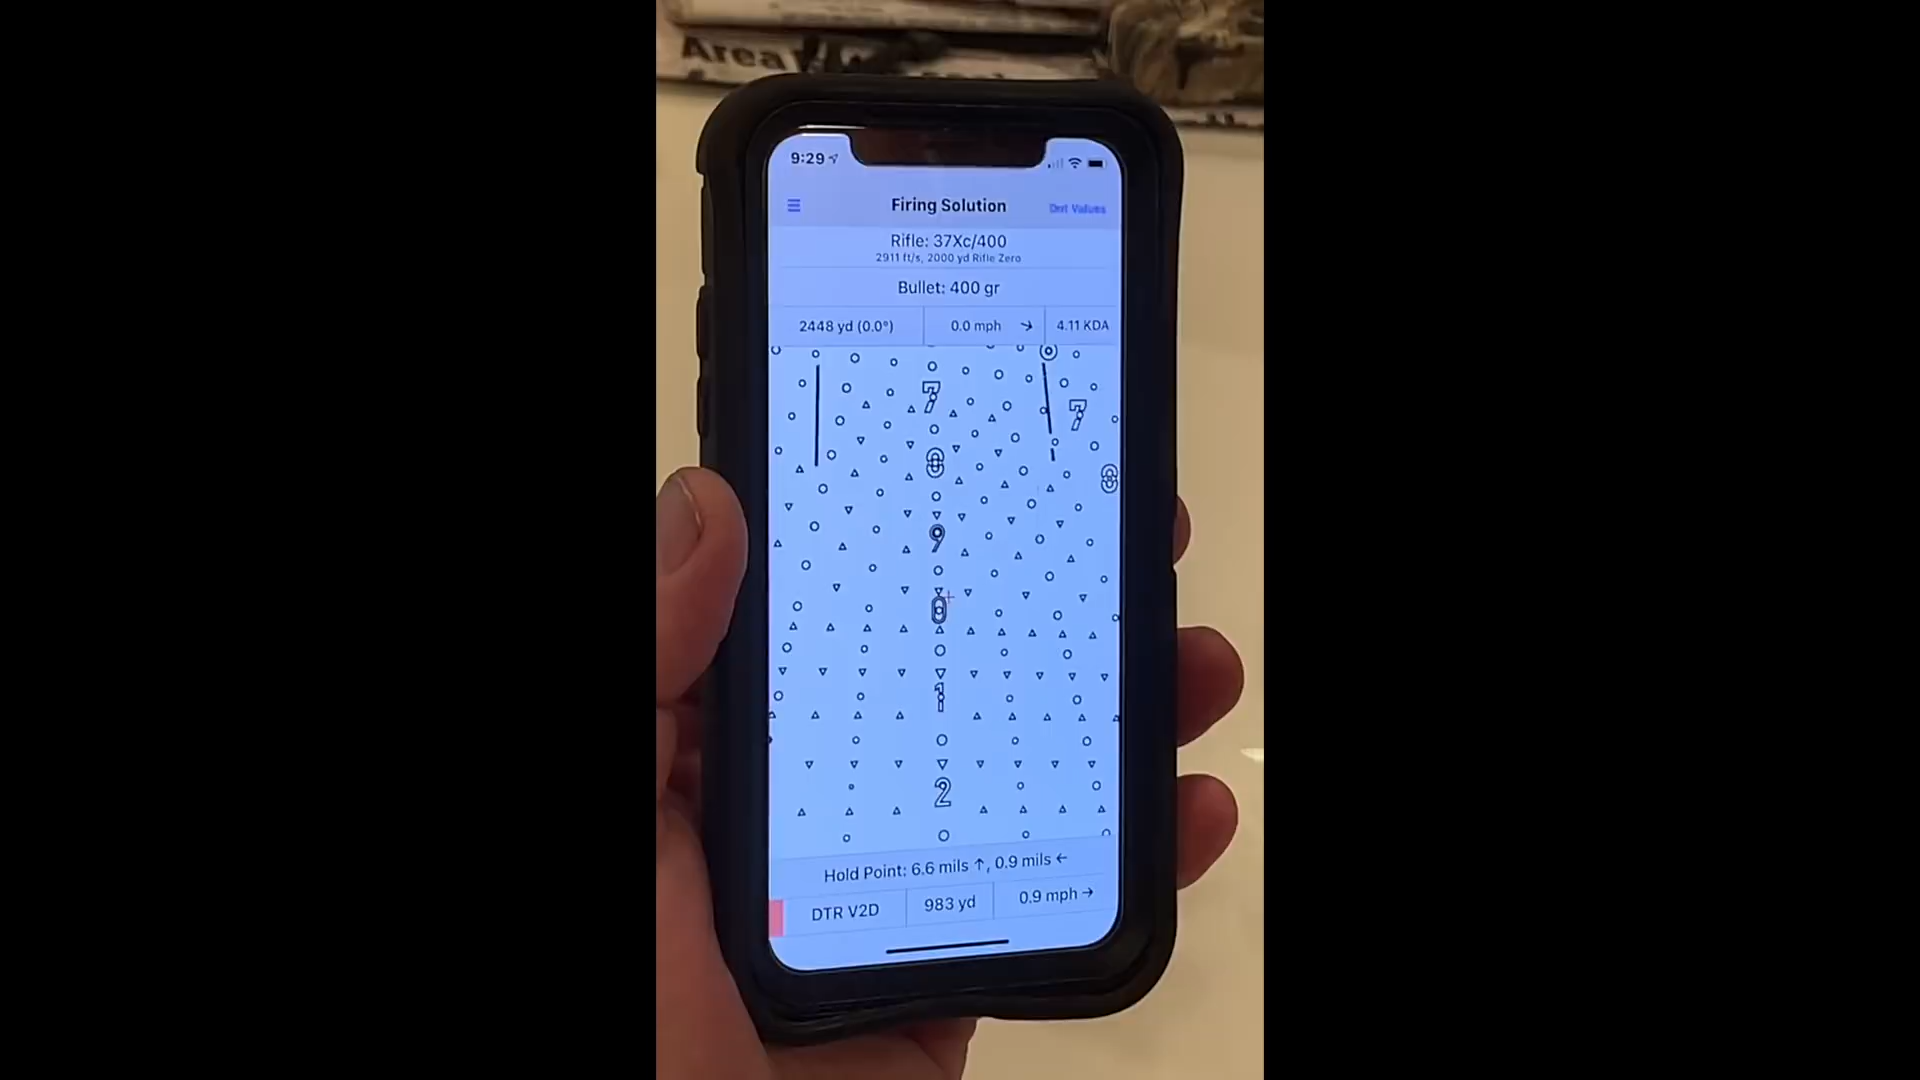 Area
9:29
Firing Solution
Rifle: 37Xc/400
2911 ft/s, 2000 yd Rifle Zero
Bullet: 400 gr
2448 yd (0.0°) 0.0 mph → 4.11 KDA
7
7
8
8
9
0
1
2
Hold Point: 6.6 mils ↑, 0.9 mils ←
DTR V2D 983 yd 0.9 mph →